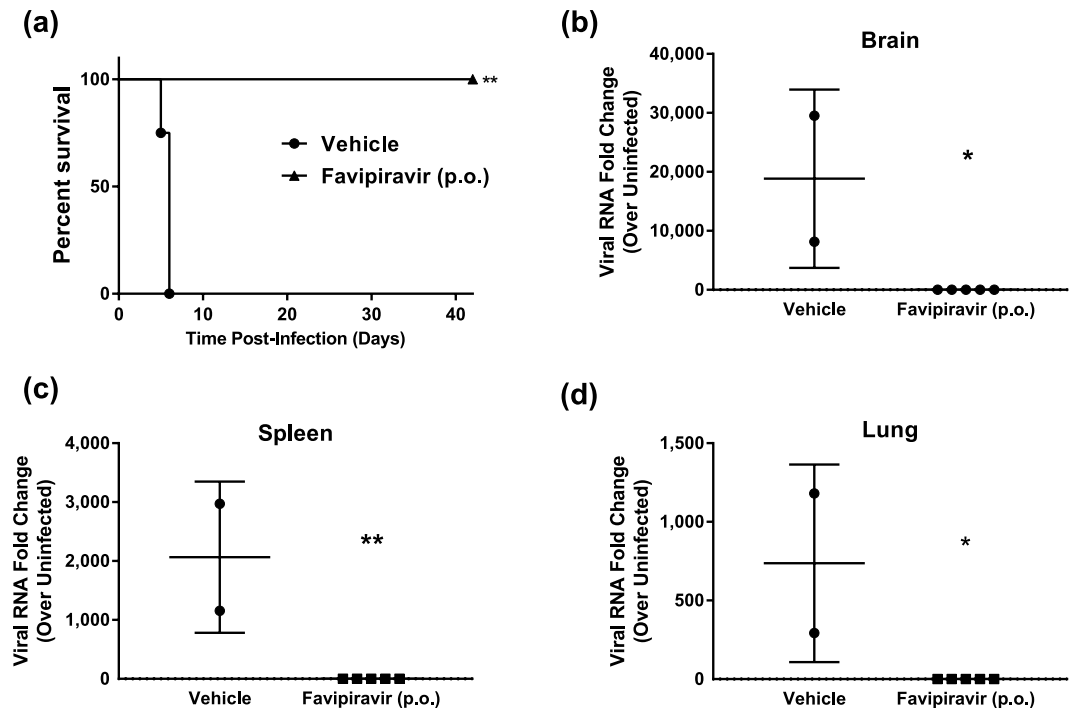 (a)
Percent survival
100
50
0
**
Vehicle
Favipiravir (p.o.)
0 10 20 30 40
Time Post-Infection (Days)
(b)
Brain
Viral RNA Fold Change
(Over Uninfected)
40,000
30,000
20,000
10,000
0
*
Vehicle Favipiravir (p.o.)
(c)
Spleen
Viral RNA Fold Change
(Over Uninfected)
4,000
3,000
2,000
1,000
0
**
Vehicle Favipiravir (p.o.)
(d)
Lung
Viral RNA Fold Change
(Over Uninfected)
1,500
1,000
500
0
*
Vehicle Favipiravir (p.o.)